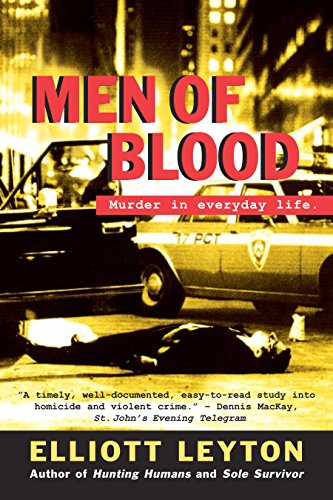 MEN OF
BLOOD
Murder in everyday life.
17 PCT
"A timely, well-documented, easy-to-read study into
homicide and violent crime." – Dennis MacKay,
St. John's Evening Telegram
ELLIOTT LEYTON
Author of Hunting Humans and Sole Survivor